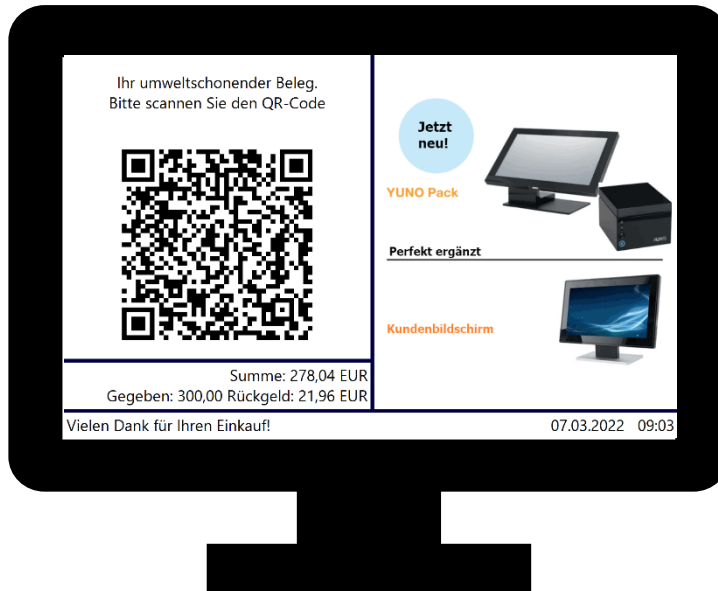 Ihr umweltschonender Beleg.
Bitte scannen Sie den QR-Code
Summe: 278,04 EUR
Gegeben: 300,00 Rückgeld: 21,96 EUR
Jetzt
neu!
YUNO Pack
Perfekt ergänzt
Kundenbildschirm
Vielen Dank für Ihren Einkauf!
07.03.2022 09:03